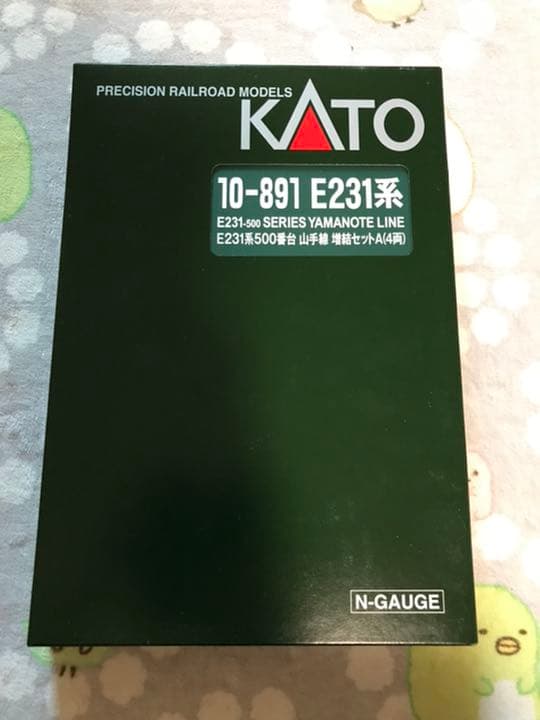 PRECISION RAILROAD MODELS
KATO
10-891 E231系
E231-500 SERIES YAMANOTE LINE
E231系500番台 山手線 増結セットA(4両)
N-GAUGE